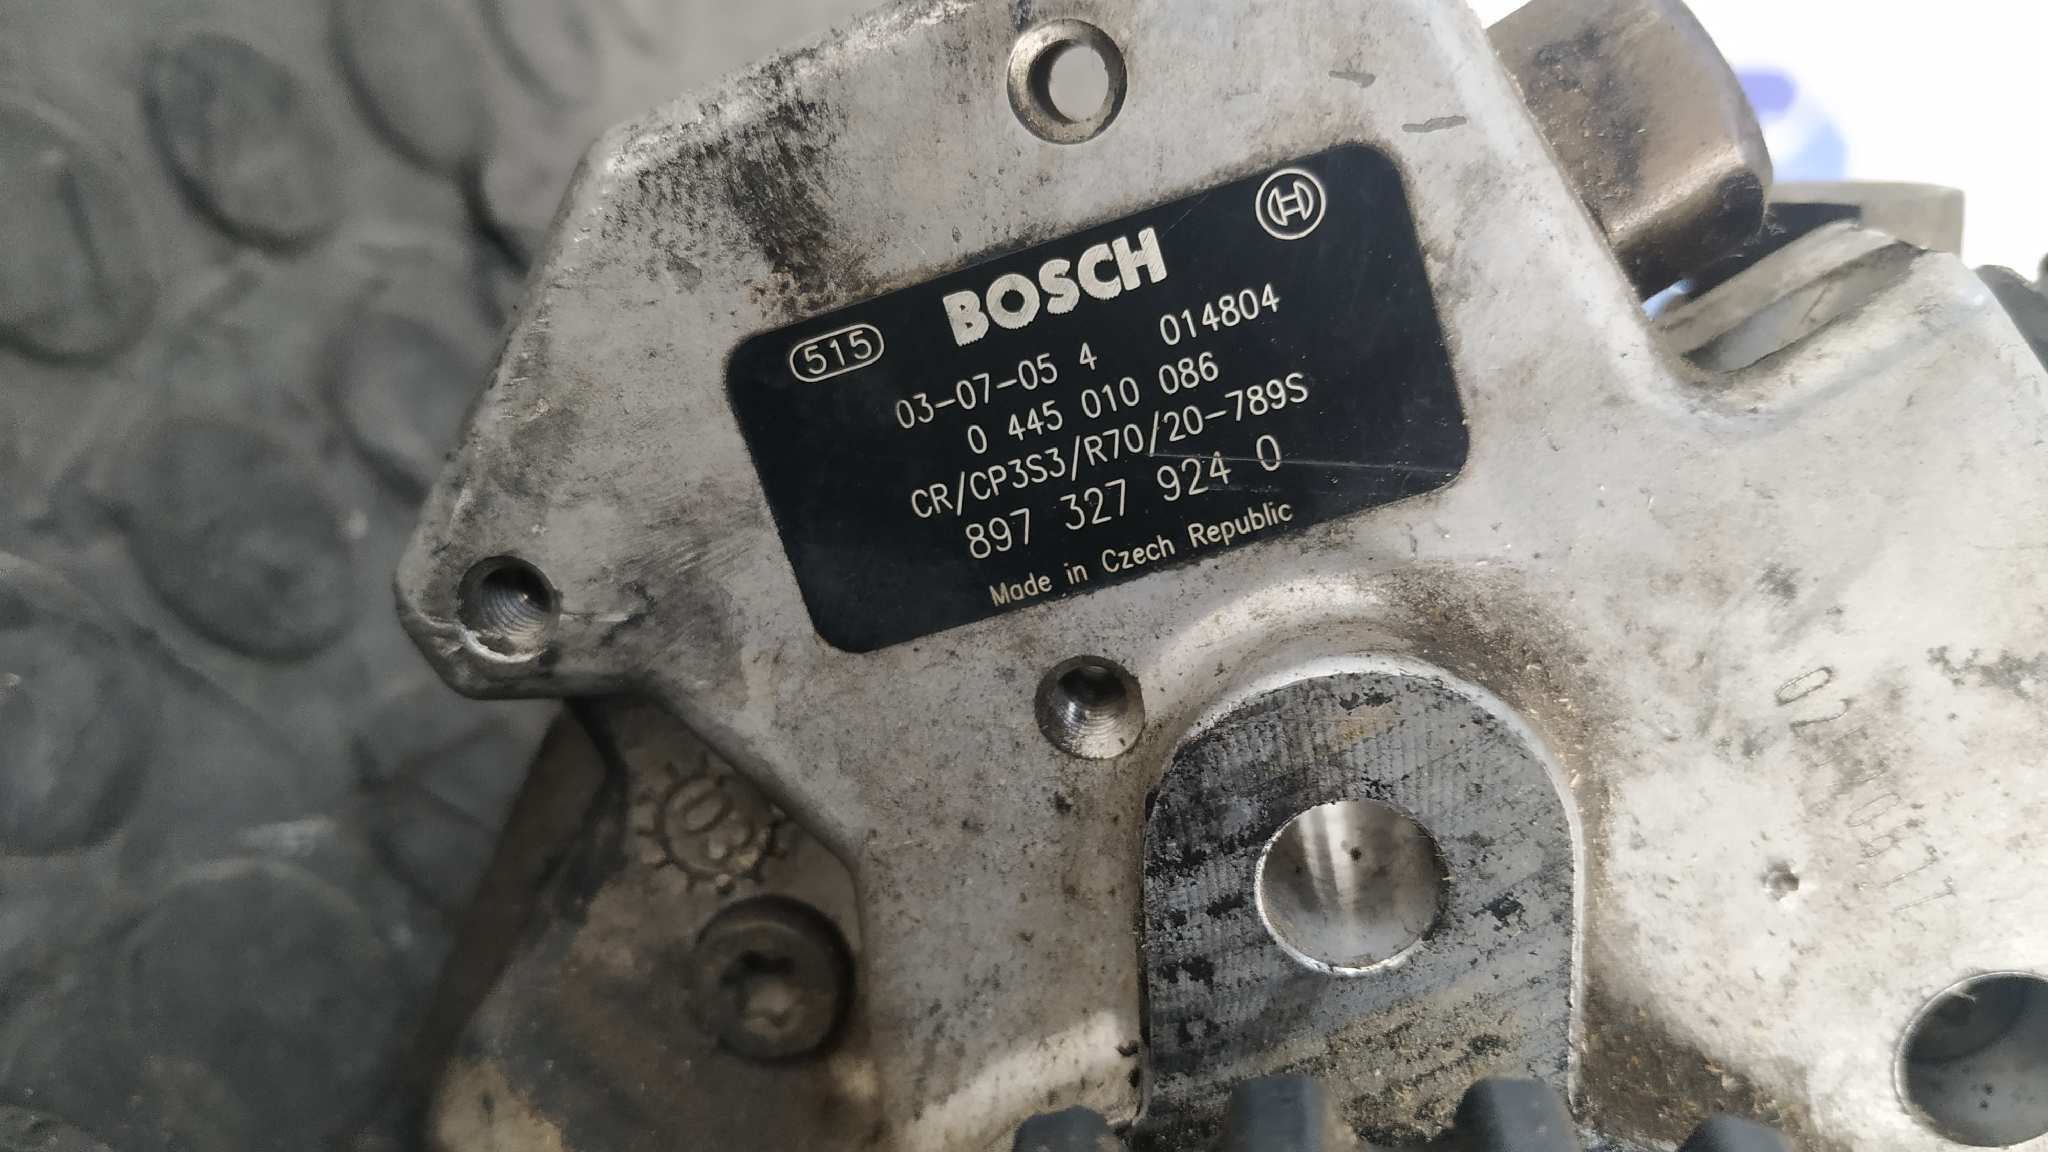 515 BOSCH
03-07-05 4 014804
0 445 010 086
CR/CP3S3/R70/20-789S
897 327 924 0
Made in Czech Republic
03